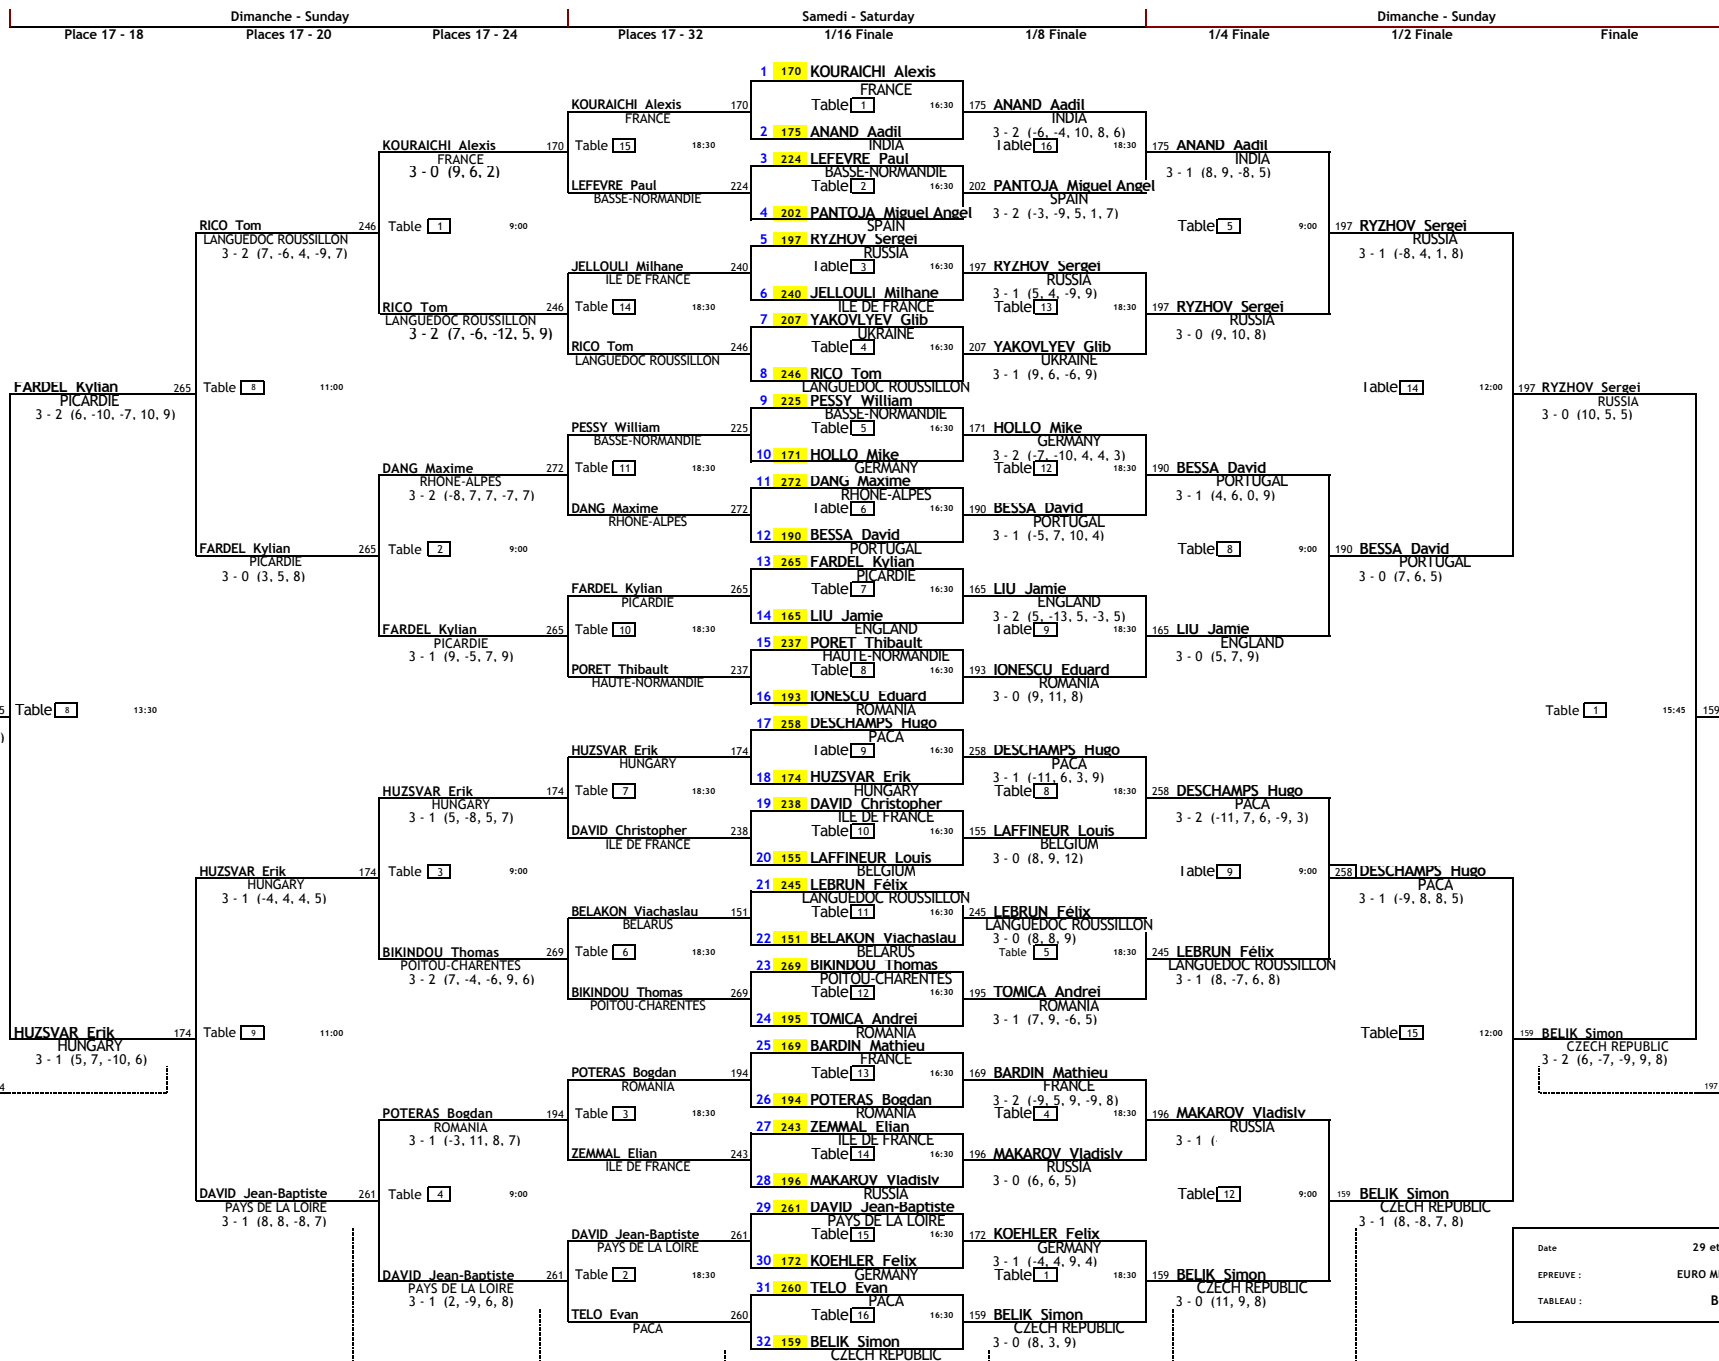 Dimanche - Sunday Samedi - Saturday Dimanche - Sunday
Place 17 - 18 Places 17 - 20 Places 17 - 24 Places 17 - 32 1/16 Finale 1/8 Finale 1/4 Finale 1/2 Finale Finale
1 170 KOURAICHI Alexis
FRANCE
KOURAICHI Alexis 170 Table 1 16:30 175 ANAND Aadil
FRANCE INDIA
2 175 ANAND Aadil 3 - 2 (-6, -4, 10, 8, 6)
KOURAICHI Alexis 170 Table 15 18:30 INDIA Table 16 18:30 175 ANAND Aadil
FRANCE 3 224 LEFEVRE Paul INDIA
3 - 0 (9, 6, 2) BASSE-NORMANDIE 3 - 1 (8, 9, -8, 5)
LEFEVRE Paul 224 Table 2 16:30 202 PANTOJA Miguel Angel
BASSE-NORMANDIE SPAIN
4 202 PANTOJA Miguel Angel 3 - 2 (-3, -9, 5, 1, 7)
RICO Tom 246 Table 1 9:00 SPAIN Table 5 9:00 197 RYZHOV Sergei
LANGUEDOC ROUSSILLON 5 197 RYZHOV Sergei RUSSIA
3 - 2 (7, -6, 4, -9, 7) RUSSIA 3 - 1 (-8, 4, 1, 8)
JELLOULI Milhane 240 Table 3 16:30 197 RYZHOV Sergei
ILE DE FRANCE RUSSIA
6 240 JELLOULI Milhane 3 - 1 (5, 4, -9, 9)
RICO Tom 246 Table 14 18:30 ILE DE FRANCE Table 13 18:30 197 RYZHOV Sergei
LANGUEDOC ROUSSILLON 7 207 YAKOVLYEV Glib RUSSIA
3 - 2 (7, -6, -12, 5, 9) UKRAINE 3 - 0 (9, 10, 8)
RICO Tom 246 Table 4 16:30 207 YAKOVLYEV Glib
LANGUEDOC ROUSSILLON UKRAINE
8 246 RICO Tom 3 - 1 (9, 6, -6, 9)
FARDEL Kylian 265 Table 8 11:00 LANGUEDOC ROUSSILLON Table 14 12:00 197 RYZHOV Sergei
PICARDIE 9 225 PESSY William RUSSIA
3 - 2 (6, -10, -7, 10, 9) BASSE-NORMANDIE 3 - 0 (10, 5, 5)
PESSY William 225 Table 5 16:30 171 HOLLO Mike
BASSE-NORMANDIE GERMANY
10 171 HOLLO Mike 3 - 2 (-7, -10, 4, 4, 3)
DANG Maxime 272 Table 11 18:30 GERMANY Table 12 18:30 190 BESSA David
RHONE-ALPES 11 272 DANG Maxime PORTUGAL
3 - 2 (-8, 7, 7, -7, 7) RHONE-ALPES 3 - 1 (4, 6, 0, 9)
DANG Maxime 272 Table 6 16:30 190 BESSA David
RHONE-ALPES PORTUGAL
12 190 BESSA David 3 - 1 (-5, 7, 10, 4)
FARDEL Kylian 265 Table 2 9:00 PORTUGAL Table 8 9:00 190 BESSA David
PICARDIE 13 265 FARDEL Kylian PORTUGAL
3 - 0 (3, 5, 8) PICARDIE 3 - 0 (7, 6, 5)
FARDEL Kylian 265 Table 7 16:30 165 LIU Jamie
PICARDIE ENGLAND
14 165 LIU Jamie 3 - 2 (5, -13, 5, -3, 5)
FARDEL Kylian 265 Table 10 18:30 ENGLAND Table 9 18:30 165 LIU Jamie
PICARDIE 15 237 PORET Thibault ENGLAND
3 - 1 (9, -5, 7, 9) HAUTE-NORMANDIE 3 - 0 (5, 7, 9)
PORET Thibault 237 Table 8 16:30 193 IONESCU Eduard
HAUTE-NORMANDIE ROMANIA
16 193 IONESCU Eduard 3 - 0 (9, 11, 8)
5 Table 8 13:30 ROMANIA Table 1 15:45 159
) 17 258 DESCHAMPS Hugo
PACA
HUZSVAR Erik 174 Table 9 16:30 258 DESCHAMPS Hugo
HUNGARY PACA
18 174 HUZSVAR Erik 3 - 1 (-11, 6, 3, 9)
HUZSVAR Erik 174 Table 7 18:30 HUNGARY Table 8 18:30 258 DESCHAMPS Hugo
HUNGARY 19 238 DAVID Christopher PACA
3 - 1 (5, -8, 5, 7) ILE DE FRANCE 3 - 2 (-11, 7, 6, -9, 3)
DAVID Christopher 238 Table 10 16:30 155 LAFFINEUR Louis
ILE DE FRANCE BELGIUM
20 155 LAFFINEUR Louis 3 - 0 (8, 9, 12)
HUZSVAR Erik 174 Table 3 9:00 BELGIUM Table 9 9:00 258 DESCHAMPS Hugo
HUNGARY 21 245 LEBRUN Félix PACA
3 - 1 (-4, 4, 4, 5) LANGUEDOC ROUSSILLON 3 - 1 (-9, 8, 8, 5)
BELAKON Viachaslau 151 Table 11 16:30 245 LEBRUN Félix
BELARUS LANGUEDOC ROUSSILLON
22 151 BELAKON Viachaslau 3 - 0 (8, 8, 9)
BIKINDOU Thomas 269 Table 6 18:30 BELARUS Table 5 18:30 245 LEBRUN Félix
POITOU-CHARENTES 23 269 BIKINDOU Thomas LANGUEDOC ROUSSILLON
3 - 2 (7, -4, -6, 9, 6) POITOU-CHARENTES 3 - 1 (8, -7, 6, 8)
BIKINDOU Thomas 269 Table 12 16:30 195 TOMICA Andrei
POITOU-CHARENTES ROMANIA
24 195 TOMICA Andrei 3 - 1 (7, 9, -6, 5)
HUZSVAR Erik 174 Table 9 11:00 ROMANIA Table 15 12:00 159 BELIK Simon
HUNGARY 25 169 BARDIN Mathieu CZECH REPUBLIC
3 - 1 (5, 7, -10, 6) FRANCE 3 - 2 (6, -7, -9, 9, 8)
POTERAS Bogdan 194 Table 13 16:30 169 BARDIN Mathieu
4 ROMANIA FRANCE 197
26 194 POTERAS Bogdan 3 - 2 (-9, 5, 9, -9, 8)
POTERAS Bogdan 194 Table 3 18:30 ROMANIA Table 4 18:30 196 MAKAROV Vladislv
ROMANIA 27 243 ZEMMAL Elian RUSSIA
3 - 1 (-3, 11, 8, 7) ILE DE FRANCE 3 - 1 (
ZEMMAL Elian 243 Table 14 16:30 196 MAKAROV Vladislv
ILE DE FRANCE RUSSIA
28 196 MAKAROV Vladislv 3 - 0 (6, 6, 5)
DAVID Jean-Baptiste 261 Table 4 9:00 RUSSIA Table 12 9:00 159 BELIK Simon
PAYS DE LA LOIRE 29 261 DAVID Jean-Baptiste CZECH REPUBLIC
3 - 1 (8, 8, -8, 7) PAYS DE LA LOIRE 3 - 1 (8, -8, 7, 8)
DAVID Jean-Baptiste 261 Table 15 16:30 172 KOEHLER Felix
PAYS DE LA LOIRE GERMANY Date 29 et
30 172 KOEHLER Felix 3 - 1 (-4, 4, 9, 4)
DAVID Jean-Baptiste 261 Table 2 18:30 GERMANY Table 1 18:30 159 BELIK Simon EPREUVE : EURO MI
PAYS DE LA LOIRE 31 260 TELO Evan CZECH REPUBLIC
3 - 1 (2, -9, 6, 8) PACA 3 - 0 (11, 9, 8) TABLEAU : B
TELO Evan 260 Table 16 16:30 159 BELIK Simon
PACA CZECH REPUBLIC
32 159 BELIK Simon 3 - 0 (8, 3, 9)
CZECH REPUBLIC